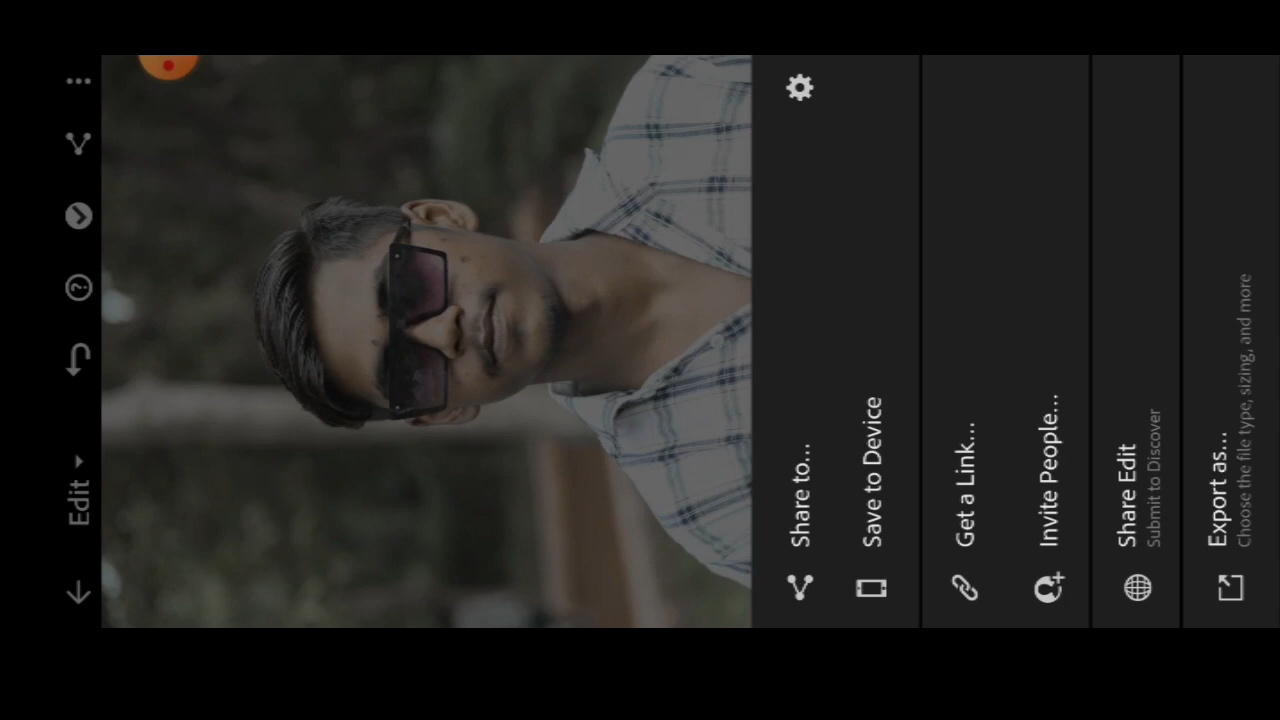 Edit
Share to...
Save to Device
Get a Link...
Invite People...
Share Edit
Submit to Discover
Export as...
Choose the file type, sizing, and more